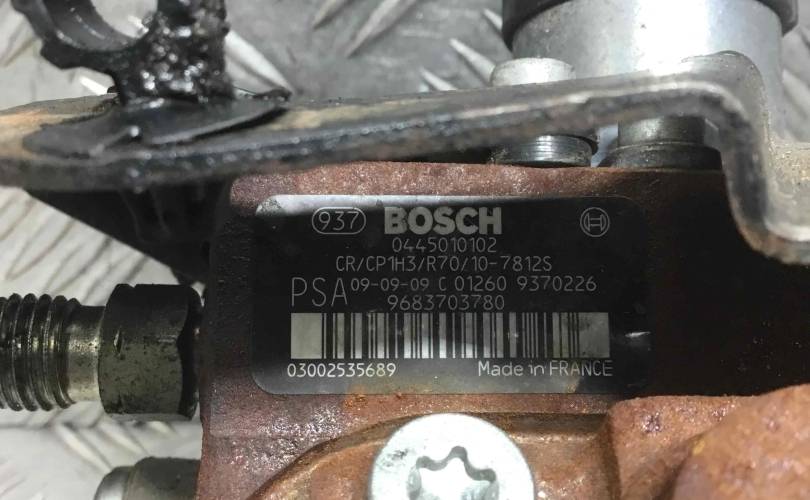 937 BOSCH
0445010102
CR/CP1H3/R70/10-7812S
PSA 09-09-09 C 01260 9370226
9683703780
03002535689 Made in FRANCE